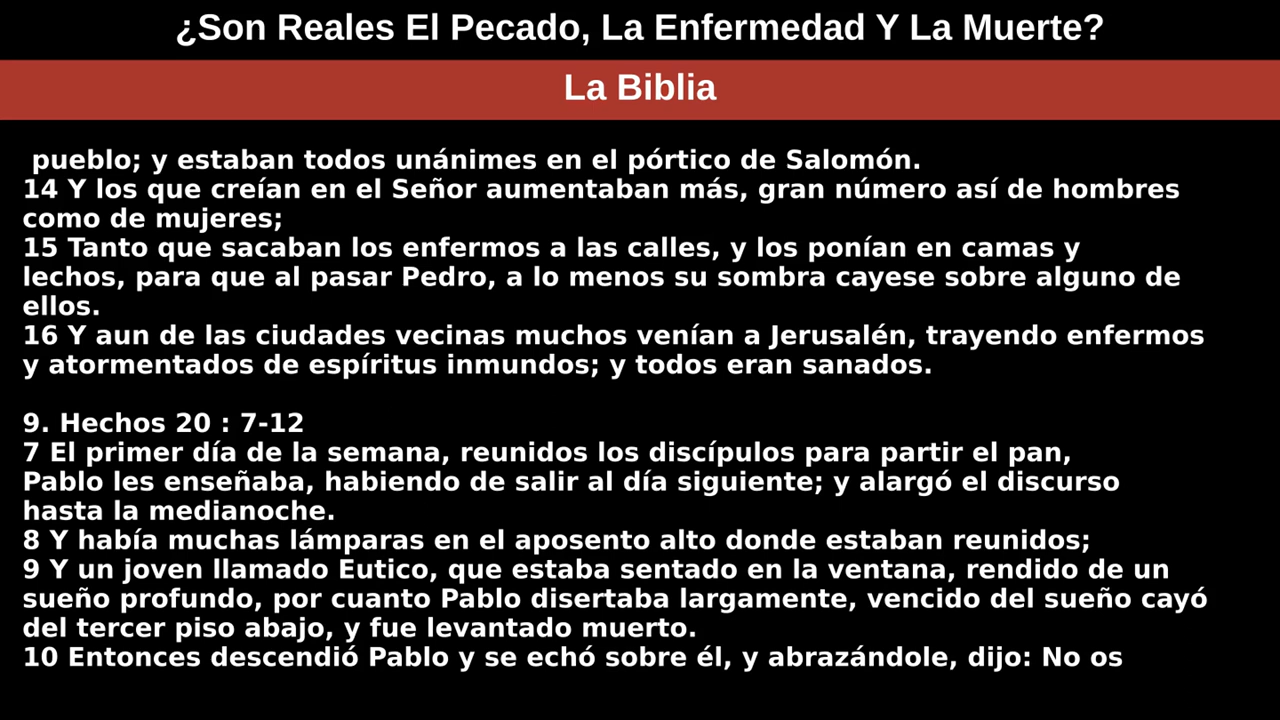 ¿Son Reales El Pecado, La Enfermedad Y La Muerte?
La Biblia
pueblo; y estaban todos unánimes en el pórtico de Salomón.
14 Y los que creían en el Señor aumentaban más, gran número así de hombres
como de mujeres;
15 Tanto que sacaban los enfermos a las calles, y los ponían en camas y
lechos, para que al pasar Pedro, a lo menos su sombra cayese sobre alguno de
ellos.
16 Y aun de las ciudades vecinas muchos venían a Jerusalén, trayendo enfermos
y atormentados de espíritus inmundos; y todos eran sanados.
9. Hechos 20 : 7-12
7 El primer día de la semana, reunidos los discípulos para partir el pan,
Pablo les enseñaba, habiendo de salir al día siguiente; y alargó el discurso
hasta la medianoche.
8 Y había muchas lámparas en el aposento alto donde estaban reunidos;
9 Y un joven llamado Eutico, que estaba sentado en la ventana, rendido de un
sueño profundo, por cuanto Pablo disertaba largamente, vencido del sueño cayó
del tercer piso abajo, y fue levantado muerto.
10 Entonces descendió Pablo y se echó sobre él, y abrazándole, dijo: No os